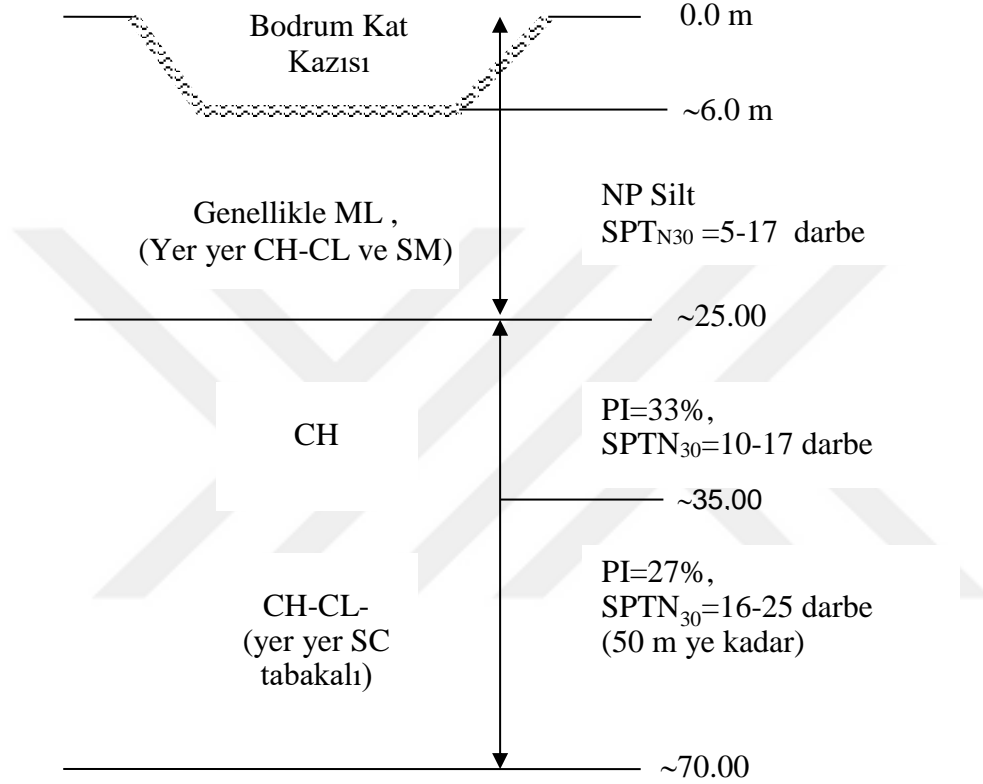 Bodrum Kat
Kazısı
0.0 m
~6.0 m
Genellikle ML ,
(Yer yer CH-CL ve SM)
NP Silt
SPTN30 =5-17 darbe
~25.00
CH
PI=33%,
SPTN30=10-17 darbe
~35.00
CH-CL-
(yer yer SC
tabakalı)
PI=27%,
SPTN30=16-25 darbe
(50 m ye kadar)
~70.00